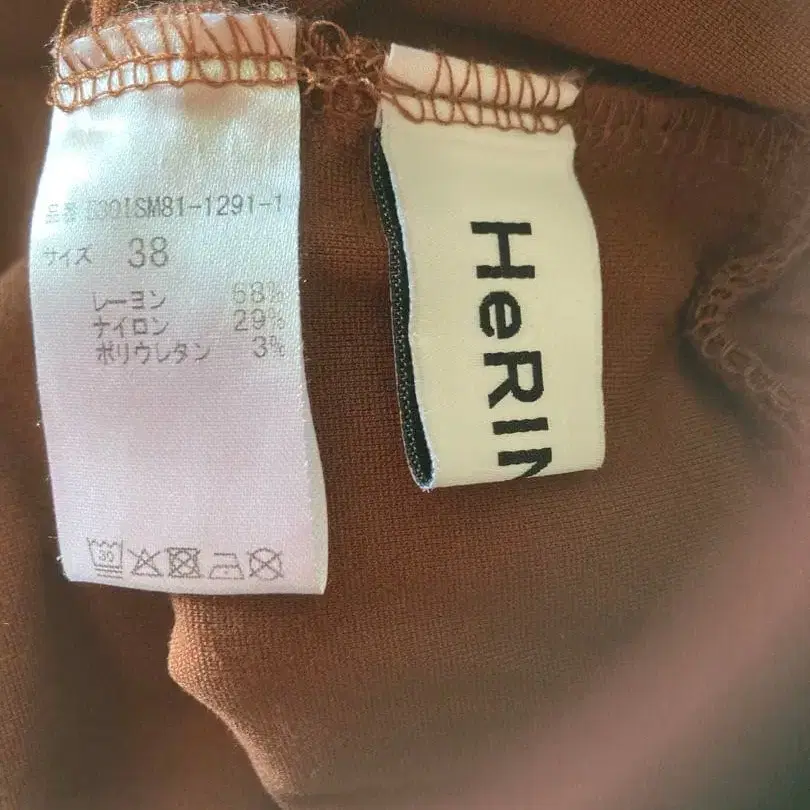 品番 E30ISM81-1291-1
サイズ 38
レーヨン 68%
ナイロン 29%
ポリウレタン 3%
30
HeRIN